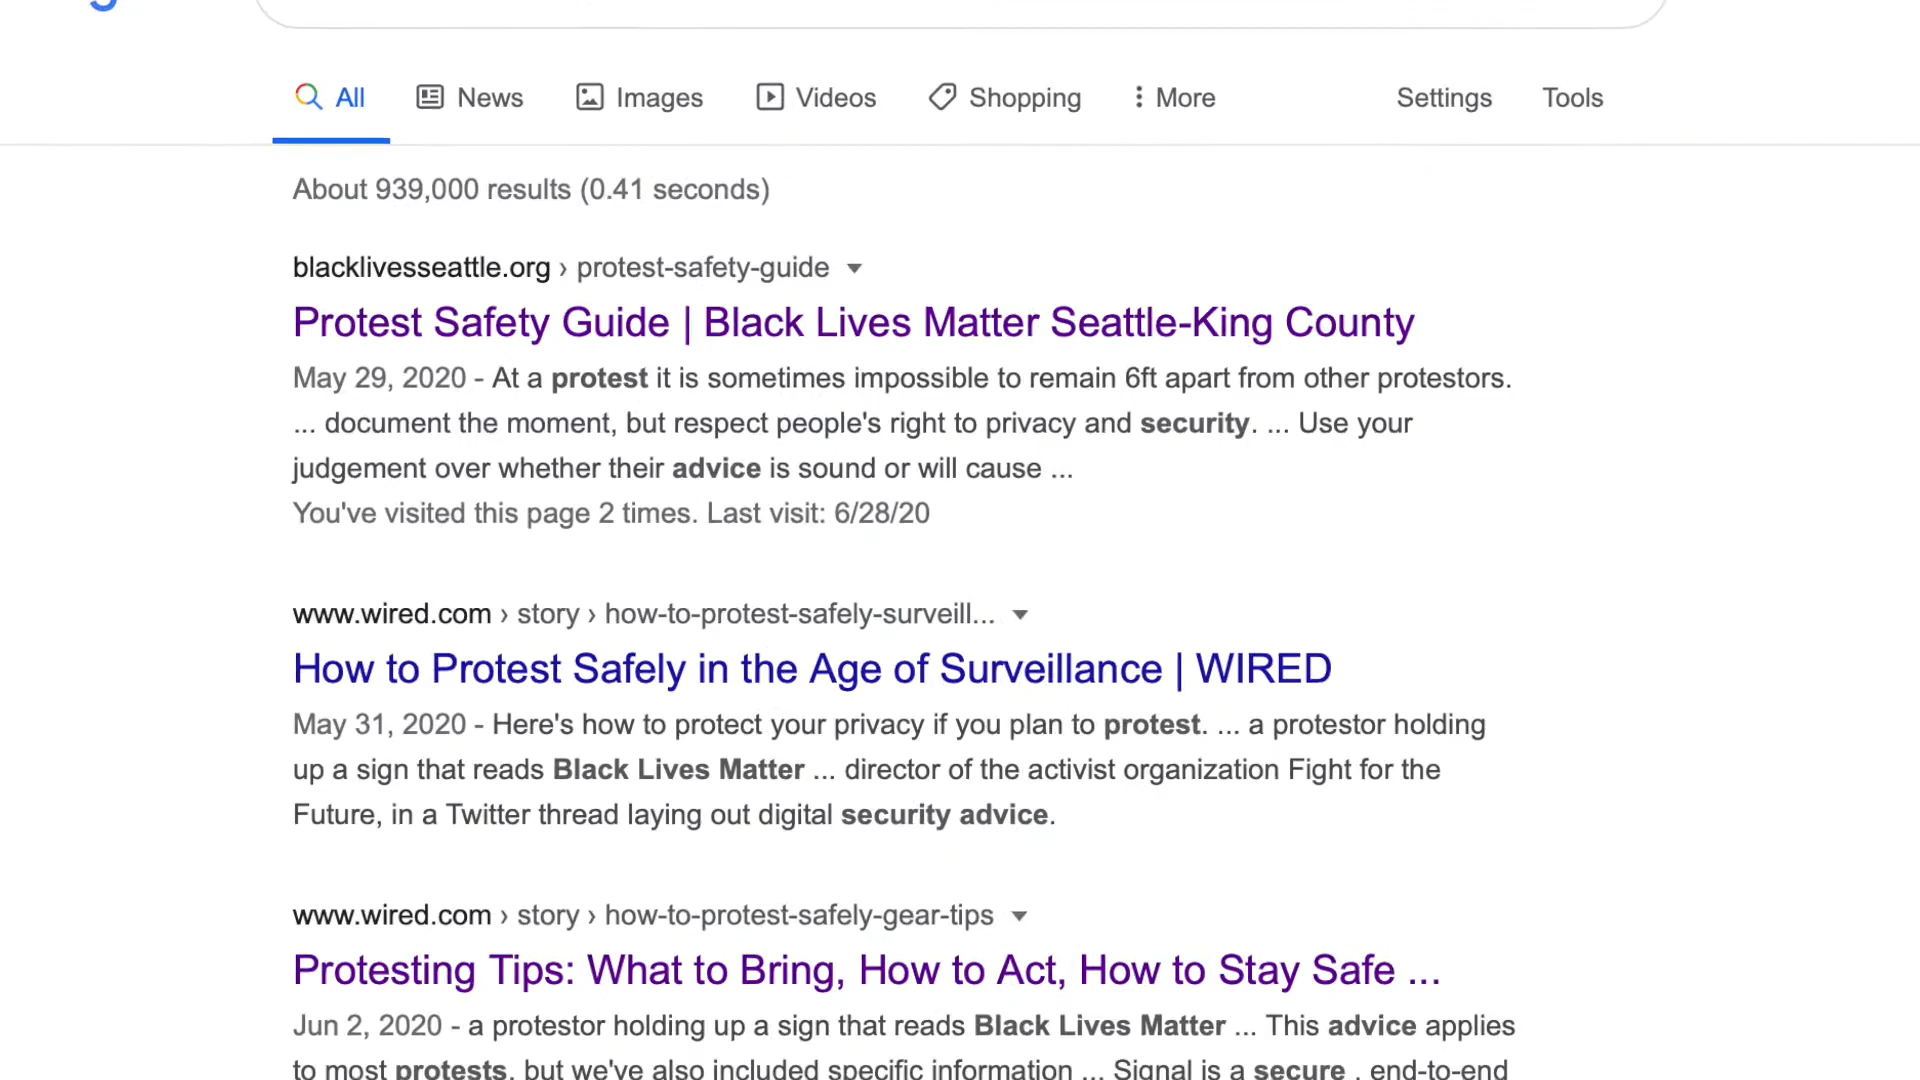 All News Images Videos Shopping More Settings Tools
About 939,000 results (0.41 seconds)
blacklivesseattle.org › protest-safety-guide
Protest Safety Guide | Black Lives Matter Seattle-King County
May 29, 2020 - At a protest it is sometimes impossible to remain 6ft apart from other protestors.
... document the moment, but respect people's right to privacy and security. ... Use your
judgement over whether their advice is sound or will cause ...
You've visited this page 2 times. Last visit: 6/28/20
www.wired.com › story › how-to-protest-safely-surveill...
How to Protest Safely in the Age of Surveillance | WIRED
May 31, 2020 - Here's how to protect your privacy if you plan to protest. ... a protestor holding
up a sign that reads Black Lives Matter ... director of the activist organization Fight for the
Future, in a Twitter thread laying out digital security advice.
www.wired.com › story › how-to-protest-safely-gear-tips
Protesting Tips: What to Bring, How to Act, How to Stay Safe ...
Jun 2, 2020 - a protestor holding up a sign that reads Black Lives Matter ... This advice applies
to most protests, but we've also included specific information ... Signal is a secure , end-to-end